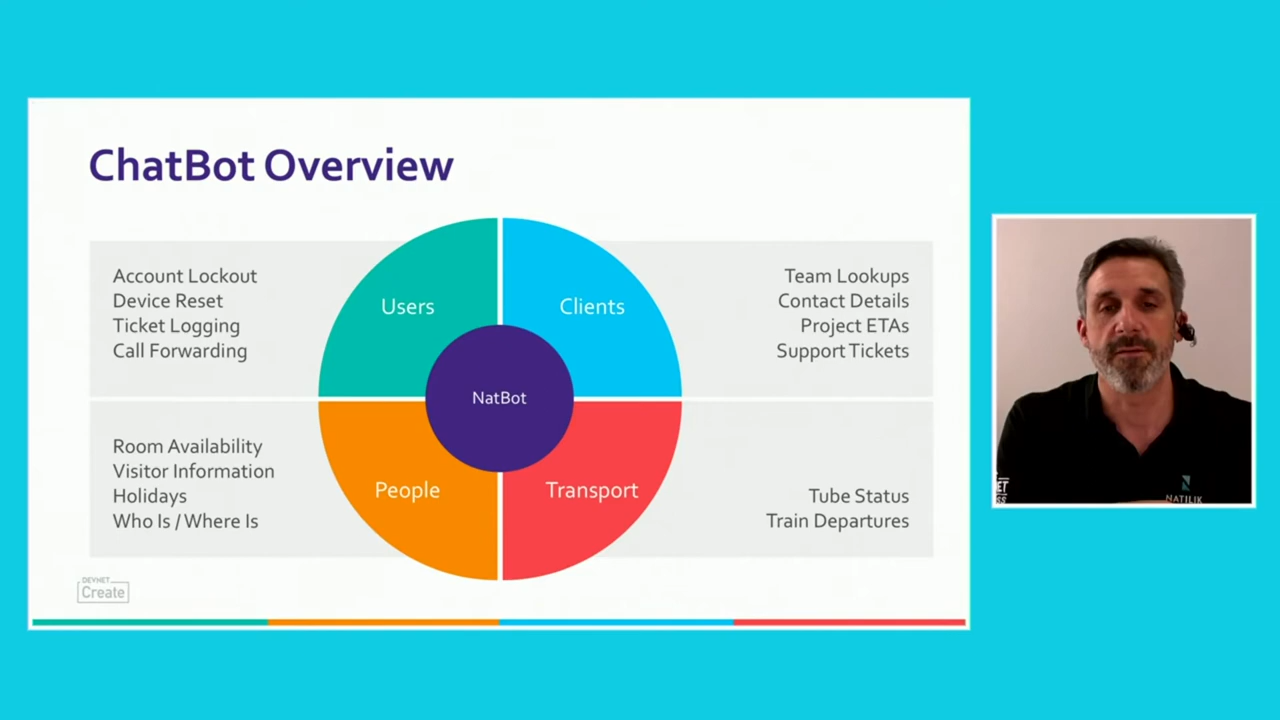 ChatBot Overview
Account Lockout
Device Reset
Ticket Logging
Call Forwarding
Users
Clients
Team Lookups
Contact Details
Project ETAs
Support Tickets
NatBot
Room Availability
Visitor Information
Holidays
Who Is / Where Is
People
Transport
Tube Status
Train Departures
DEVNET
Create
NATILIK